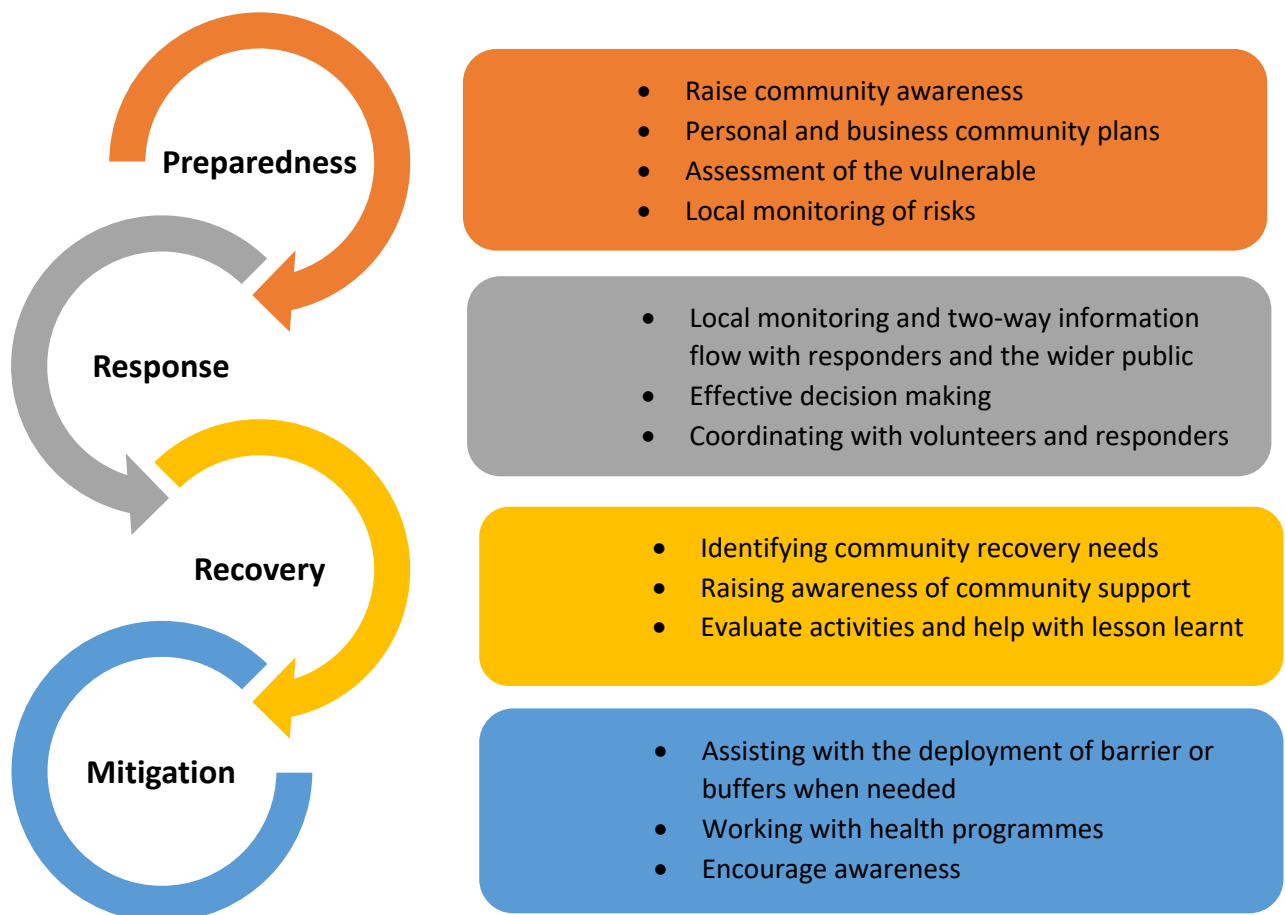 Preparedness
• Raise community awareness
• Personal and business community plans
• Assessment of the vulnerable
• Local monitoring of risks
Response
• Local monitoring and two-way information
flow with responders and the wider public
• Effective decision making
• Coordinating with volunteers and responders
Recovery
• Identifying community recovery needs
• Raising awareness of community support
• Evaluate activities and help with lesson learnt
Mitigation
• Assisting with the deployment of barrier or
buffers when needed
• Working with health programmes
• Encourage awareness